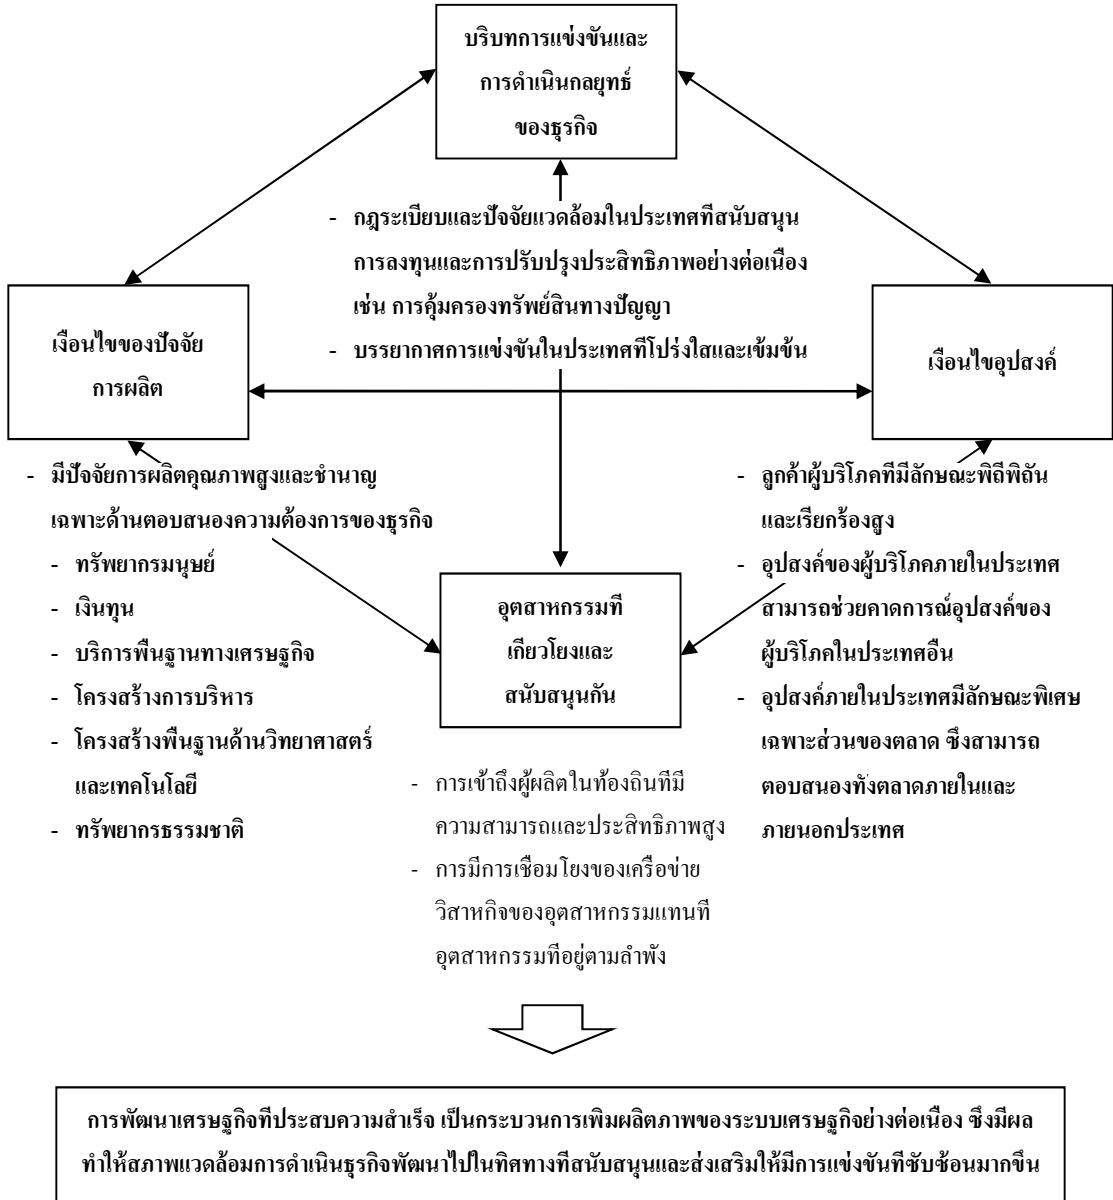 บริบทการแข่งขันและ
การดำเนินกลยุทธ์
ของธุรกิจ
- กฎระเบียบและปัจจัยแวดล้อมในประเทศทีสนับสนุน
การลงทุนและการปรับปรุงประสิทธิภาพอย่างต่อเนือง
เช่น การคุ้มครองทรัพย์สินทางปัญญา
- บรรยากาศการแข่งขันในประเทศทีโปร่งใสและเข้มข้น
เงือนไขของปัจจัย
การผลิต
เงือนไขอุปสงค์
- มีปัจจัยการผลิตคุณภาพสูงและชำนาญ
เฉพาะด้านตอบสนองความต้องการของธุรกิจ
- ทรัพยากรมนุษย์
- เงินทุน
- บริการพืนฐานทางเศรษฐกิจ
- โครงสร้างการบริหาร
- โครงสร้างพืนฐานด้านวิทยาศาสตร์
และเทคโนโลยี
- ทรัพยากรธรรมชาติ
อุตสาหกรรมที
เกียวโยงและ
สนับสนุนกัน
- การเข้าถึงผู้ผลิตในท้องถินทีมี
ความสามารถและประสิทธิภาพสูง
- การมีการเชือมโยงของเครือข่าย
วิสาหกิจของอุตสาหกรรมแทนที
อุตสาหกรรมทีอยู่ตามลำพัง
- ลูกค้าผู้บริโภคทีมีลักษณะพิถีพิถัน
และเรียกร้องสูง
- อุปสงค์ของผู้บริโภคภายในประเทศ
สามารถช่วยคาดการณ์อุปสงค์ของ
ผู้บริโภคในประเทศอืน
- อุปสงค์ภายในประเทศมีลักษณะพิเศษ
เฉพาะส่วนของตลาด ซึงสามารถ
ตอบสนองทังตลาดภายในและ
ภายนอกประเทศ
การพัฒนาเศรษฐกิจทีประสบความสำเร็จ เป็นกระบวนการเพิมผลิตภาพของระบบเศรษฐกิจย่างต่อเนือง ซึงมีผล
ทำให้สภาพแวดล้อมการดำเนินธุรกิจพัฒนาไปในทิศทางทีสนับสนุนและส่งเสริมให้มีการแข่งขันทีซับซ้อนมากขึน